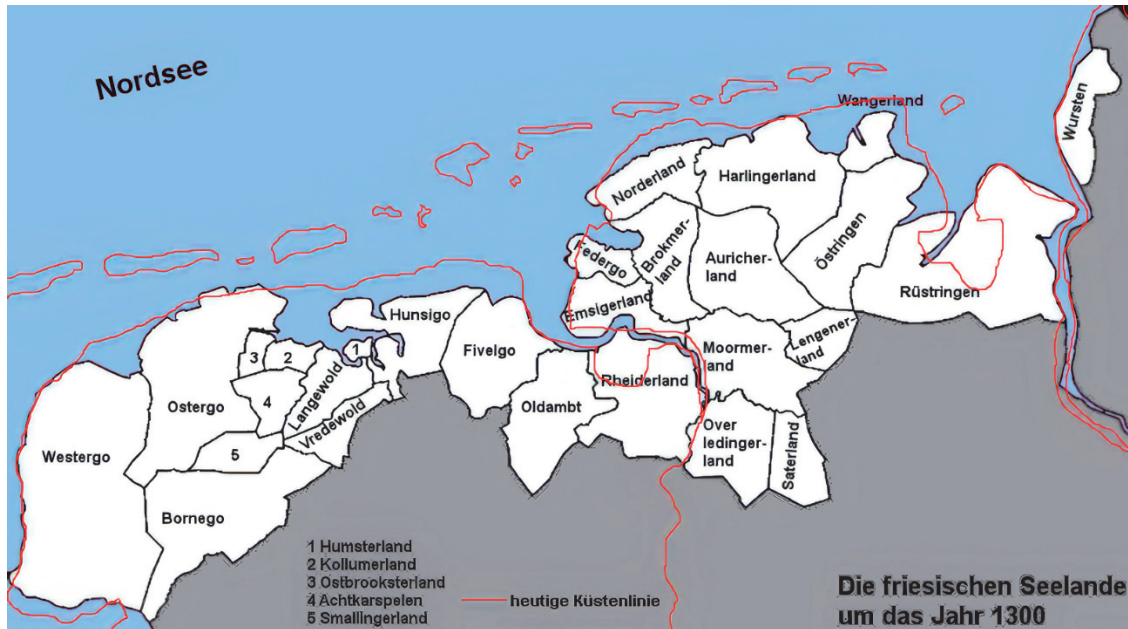 Nordsee
Wangerland
Wursten
Norderland
Harlingerland
Östringen
Federgo
Brokmer-
land
Auricher-
land
Rüstringen
Emsigerland
Hunsigo
Fivelgo
Moormer-
land
Lengener-
land
1
3
2
4
Langewold
Vredewold
Ostergo
Oldambt
Rheiderland
Westergo
5
Over
ledinger-
land
Saterland
Bornego
1 Humsterland
2 Kollumerland
3 Ostbrooksterland
4 Achtkarspelen
5 Smallingerland
heutige Küstenlinie
Die friesischen Seelande
um das Jahr 1300